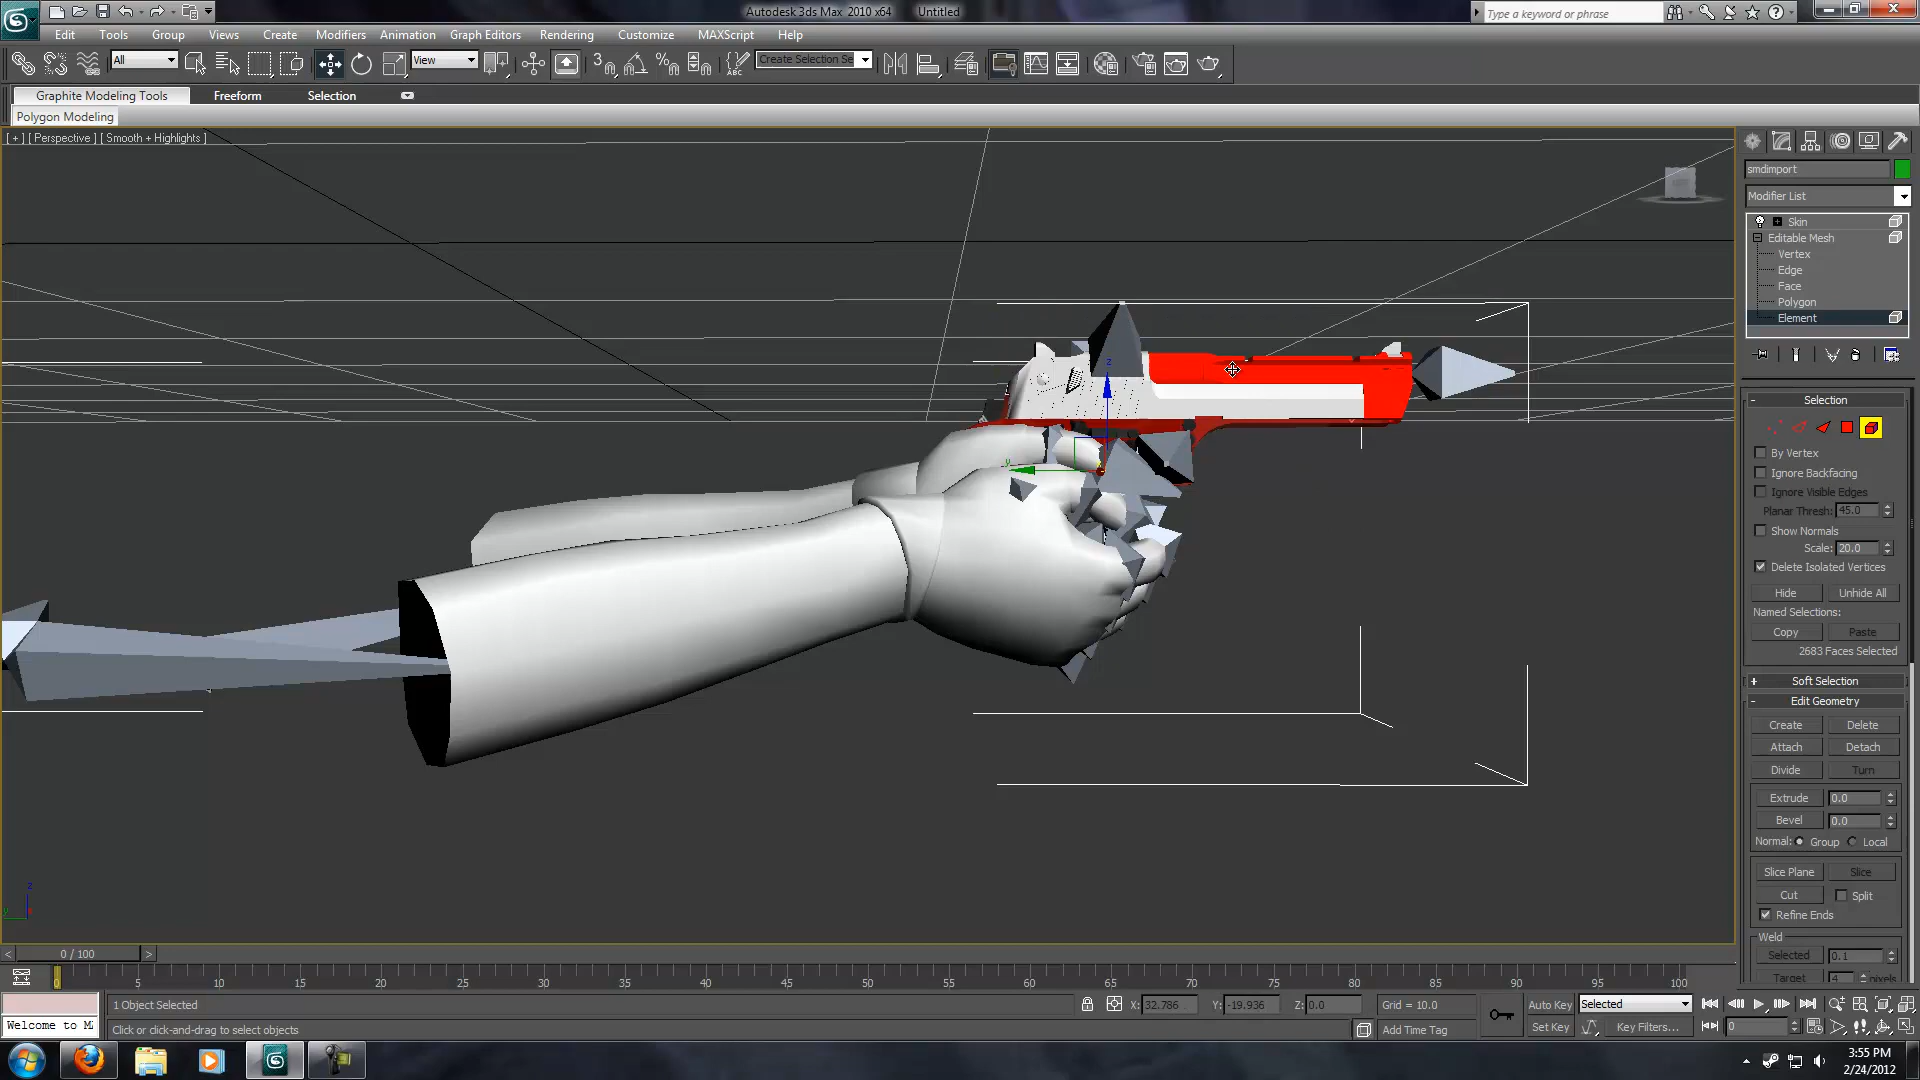 Autodesk 3ds Max 2010 x64 Untitled
Type a keyword or phrase
Edit Tools Group Views Create Modifiers Animation Graph Editors Rendering Customize MAXScript Help
All View Create Selection Se
Graphite Modeling Tools Freeform Selection
Polygon Modeling
[ + ] [ Perspective ] [ Smooth + Highlights ]
smdimport
Modifier List
Skin
Editable Mesh
Vertex
Edge
Face
Polygon
Element
Selection
By Vertex
Ignore Backfacing
Ignore Visible Edges
Planar Thresh: 45.0
Show Normals
Scale: 20.0
Delete Isolated Vertices
Hide Unhide All
Named Selections:
Copy Paste
2683 Faces Selected
+ Soft Selection
- Edit Geometry
Create Delete
Attach Detach
Divide Turn
Extrude 0.0
Bevel 0.0
Normal: Group Local
Slice Plane Slice
Cut Split
Refine Ends
Weld
Selected 0.1
Target 4 pixels
z
y
z
y
< 0 / 100 >
0 5 10 15 20 25 30 35 40 45 50 55 60 65 70 75 80 85 90 95 100
1 Object Selected X: 32.786 Y: -19.936 Z: 0.0 Grid = 10.0 Auto Key Selected
Welcome to M
Click or click-and-drag to select objects Add Time Tag Set Key Key Filters... 0
3:55 PM
2/24/2012